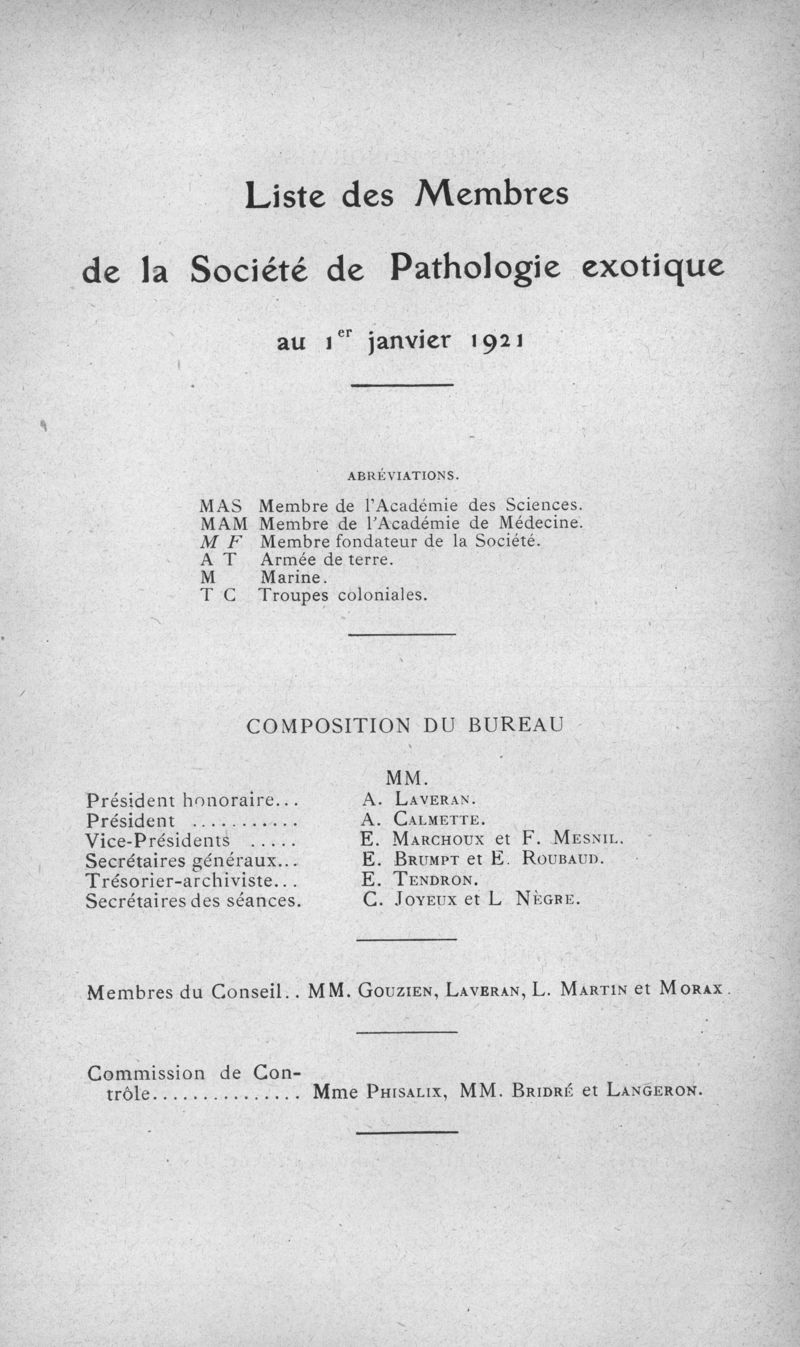 Liste des Membres
de la Société de Pathologie exotique
au 1er janvier 1921
ABRÉVIATIONS.
MAS Membre de l'Académie des Sciences.
MAM Membre de l'Académie de Médecine.
M F Membre fondateur de la Société.
A T Armée de terre.
M Marine.
T C Troupes coloniales.
COMPOSITION DU BUREAU
MM.
Président honoraire... A. LAVERAN.
Président ........... A. CALMETTE.
Vice-Présidents ..... E. MARCHOUX et F. MESNIL.
Secrétaires généraux... E. BRUMPT et E. ROUBAUD.
Trésorier-archiviste... E. TENDRON.
Secrétaires des séances. C. JOYEUX et L NÈGRE.
Membres du Conseil.. MM. GOUZIEN, LAVERAN, L. MARTIN et MORAX.
Commission de Con-
trôle............... Mme PHISALIX, MM. BRIDRÉ et LANGERON.